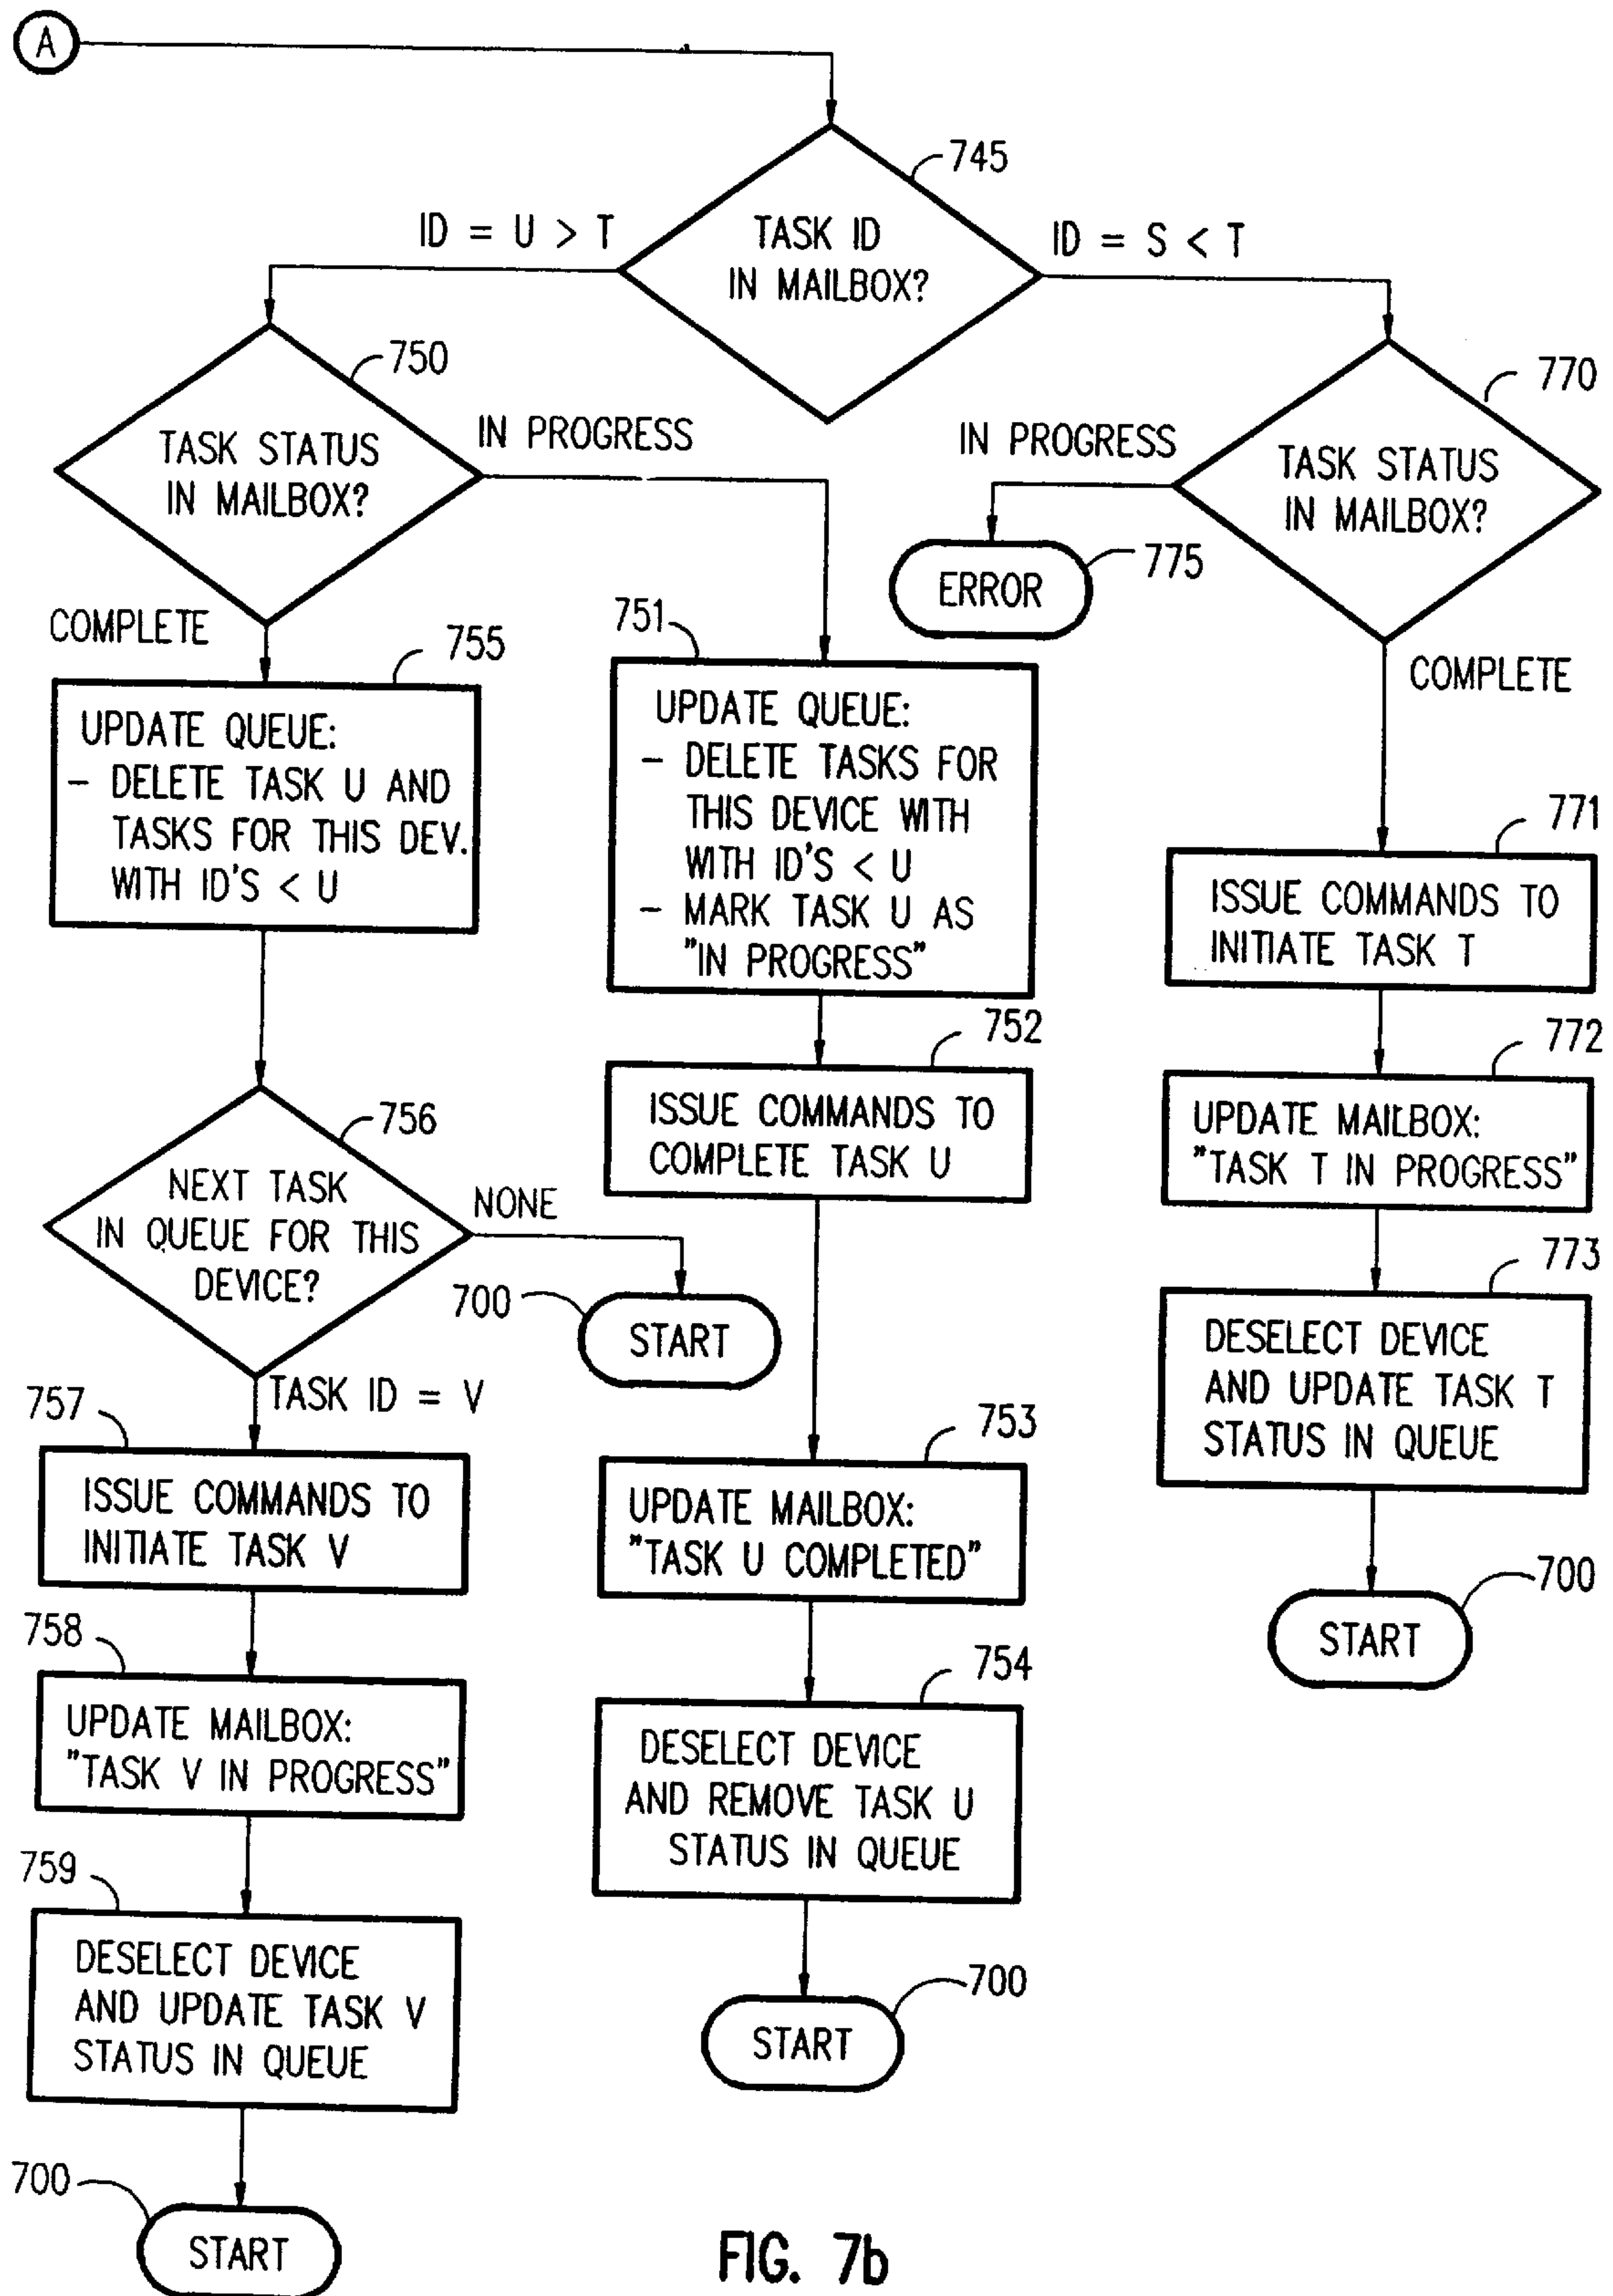 A
745
ID = U > T
TASK ID
IN MAILBOX?
ID = S < T
750
TASK STATUS
IN MAILBOX?
IN PROGRESS
COMPLETE
770
IN PROGRESS
TASK STATUS
IN MAILBOX?
ERROR
775
COMPLETE
755
UPDATE QUEUE:
- DELETE TASK U AND
TASKS FOR THIS DEV.
WITH ID'S < U
751
UPDATE QUEUE:
- DELETE TASKS FOR
THIS DEVICE WITH
WITH ID'S < U
- MARK TASK U AS
"IN PROGRESS"
771
ISSUE COMMANDS TO
INITIATE TASK T
752
ISSUE COMMANDS TO
COMPLETE TASK U
772
UPDATE MAILBOX:
"TASK T IN PROGRESS"
756
NEXT TASK
IN QUEUE FOR THIS
DEVICE?
NONE
700
START
TASK ID = V
773
DESELECT DEVICE
AND UPDATE TASK T
STATUS IN QUEUE
700
START
757
ISSUE COMMANDS TO
INITIATE TASK V
753
UPDATE MAILBOX:
"TASK U COMPLETED"
758
UPDATE MAILBOX:
"TASK V IN PROGRESS"
754
DESELECT DEVICE
AND REMOVE TASK U
STATUS IN QUEUE
759
DESELECT DEVICE
AND UPDATE TASK V
STATUS IN QUEUE
700
START
700
START
FIG. 7b